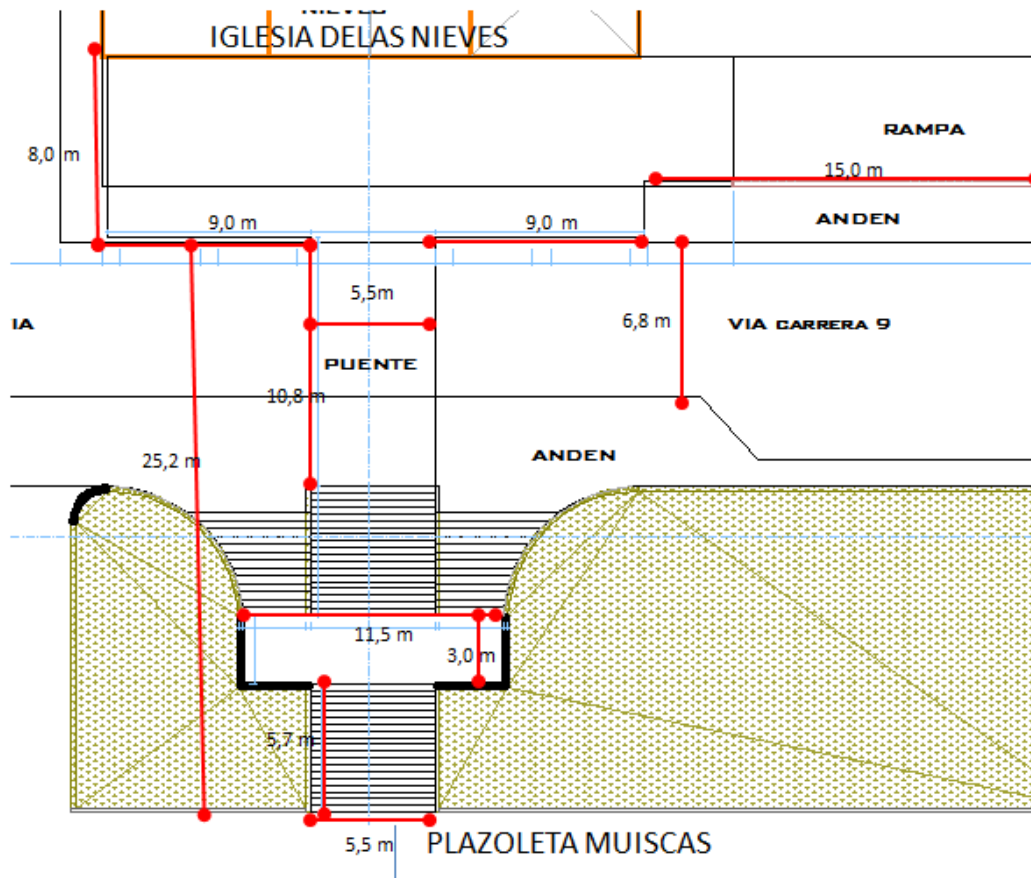 NIEVES
IGLESIA DELAS NIEVES
RAMPA
8,0 m
15,0 m
9,0 m
9,0 m
ANDEN
5,5m
6,8 m
IA
VIA CARRERA 9
PUENTE
10,8 m
25,2 m
ANDEN
11,5 m
3,0 m
5,7 m
5,5 m
PLAZOLETA MUISCAS